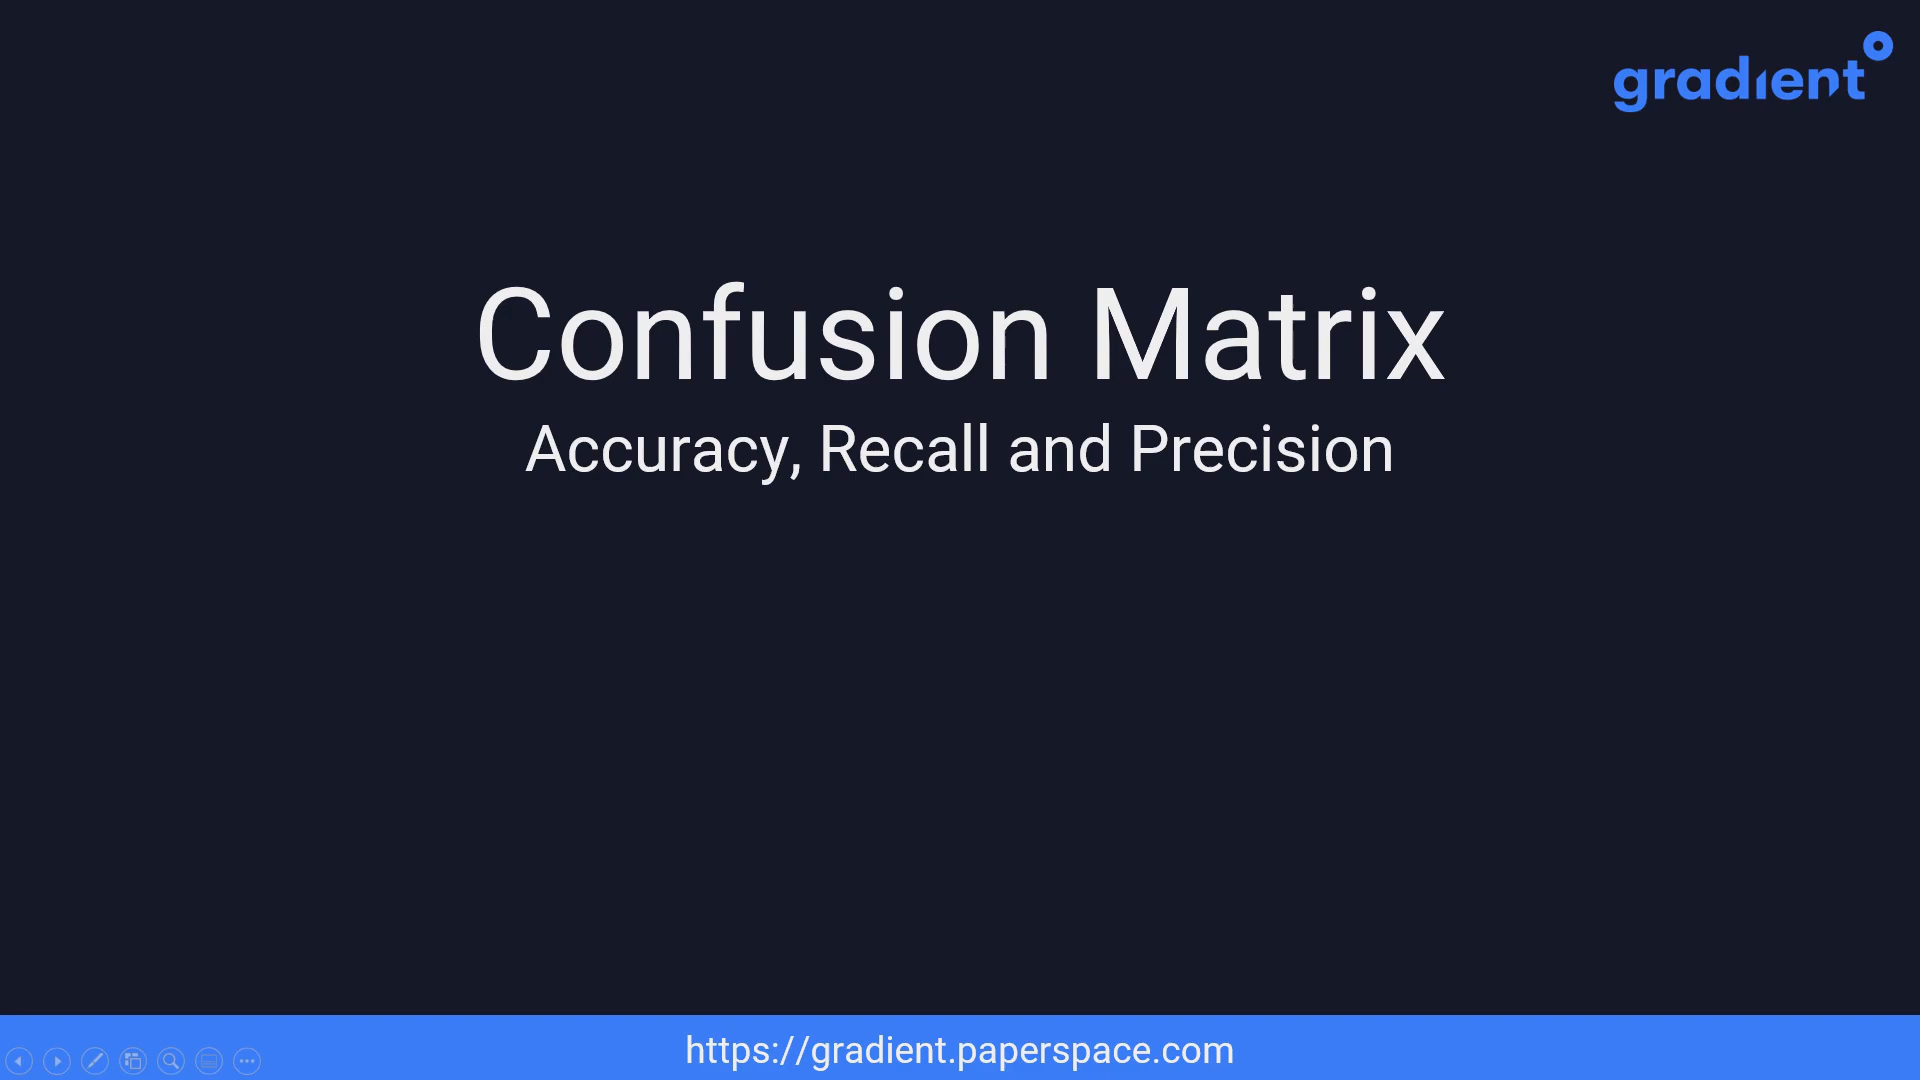 gradient
Confusion Matrix
Accuracy, Recall and Precision
https://gradient.paperspace.com